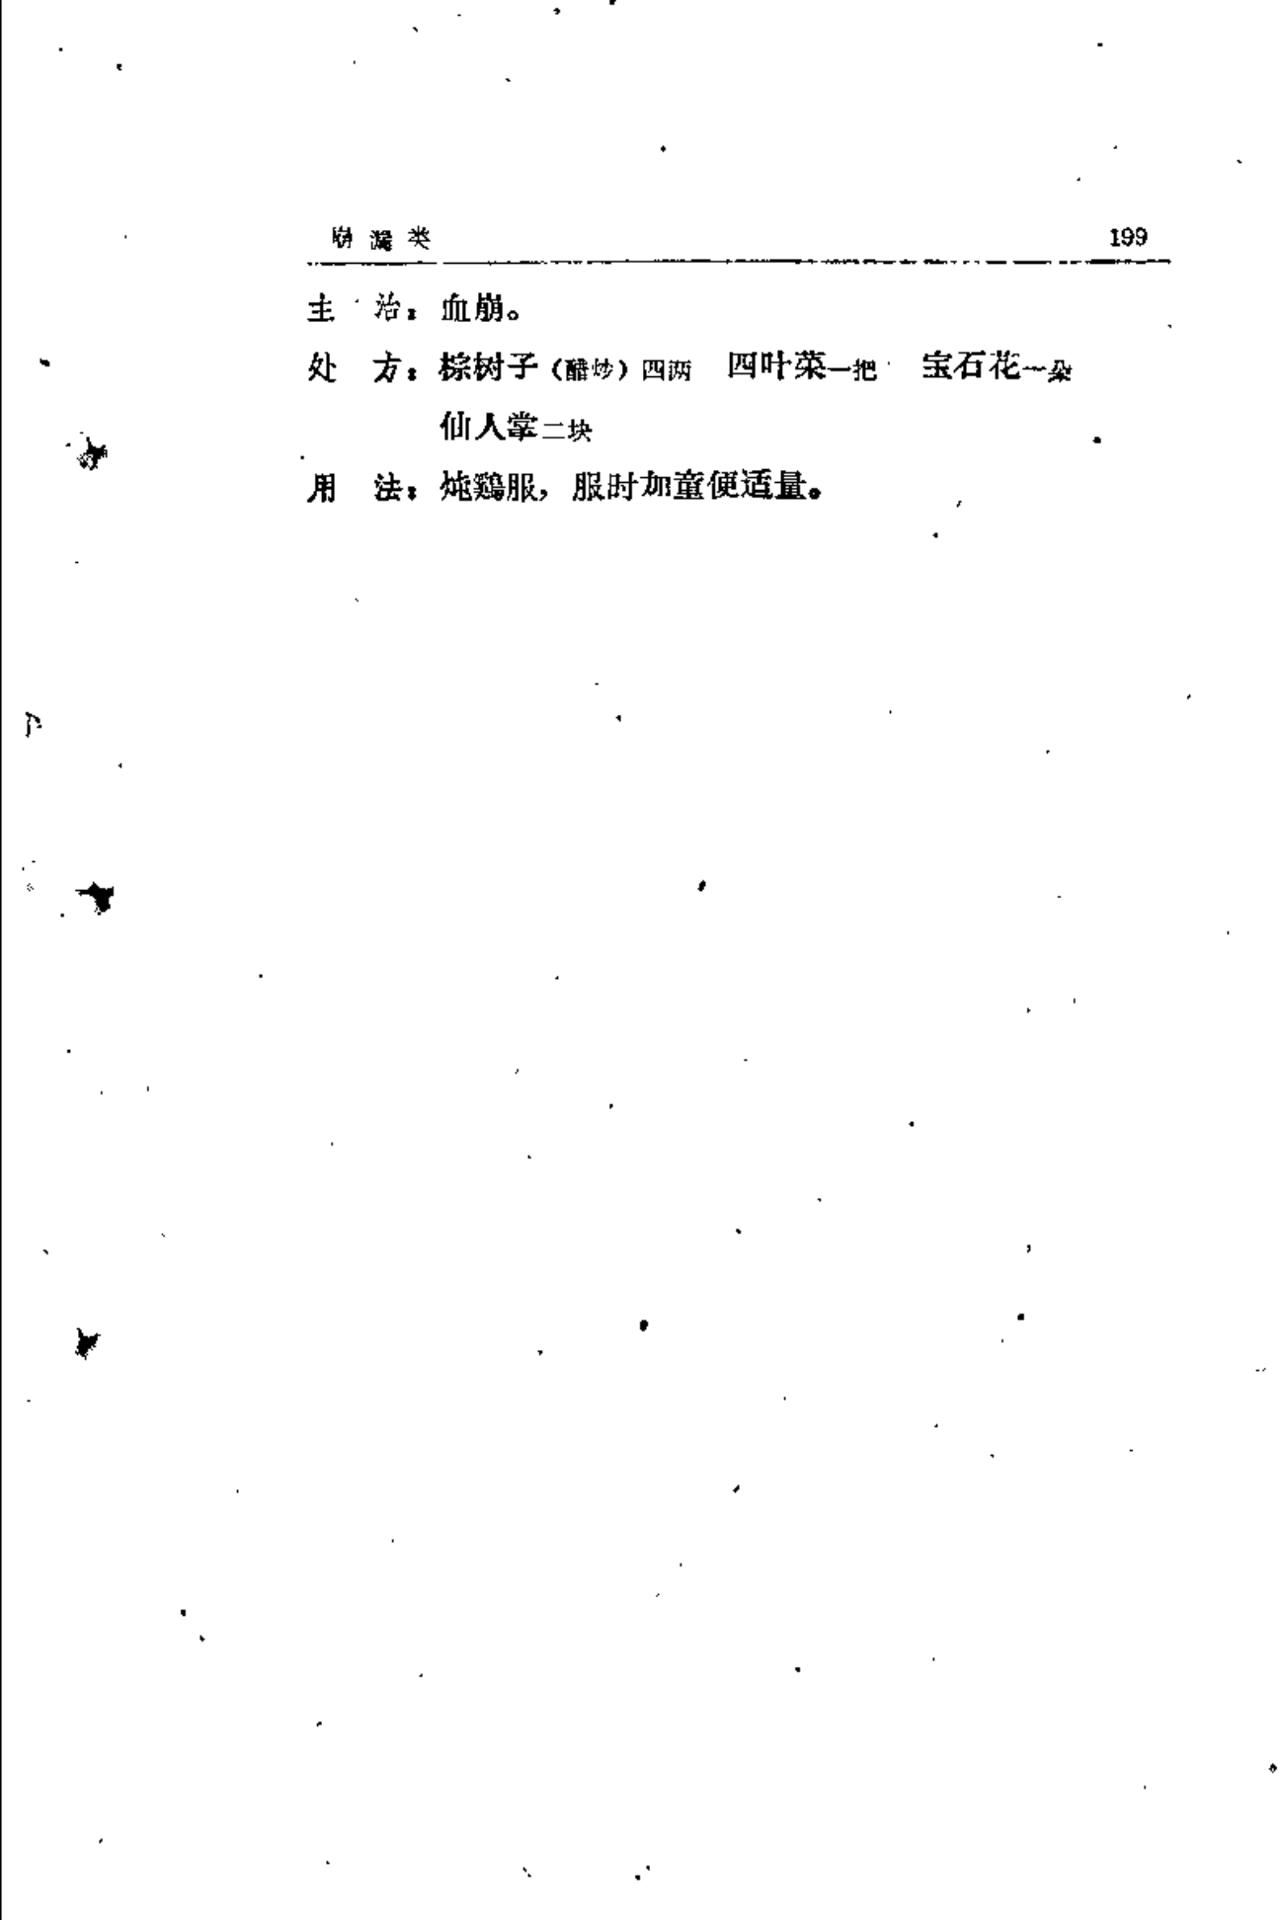 崩漏类 199
主 治：血崩。
处 方：棕树子（醋炒）四两 四叶菜一把 宝石花一朵
仙人掌二块
用 法：炖鸡服，服时加童便适量。